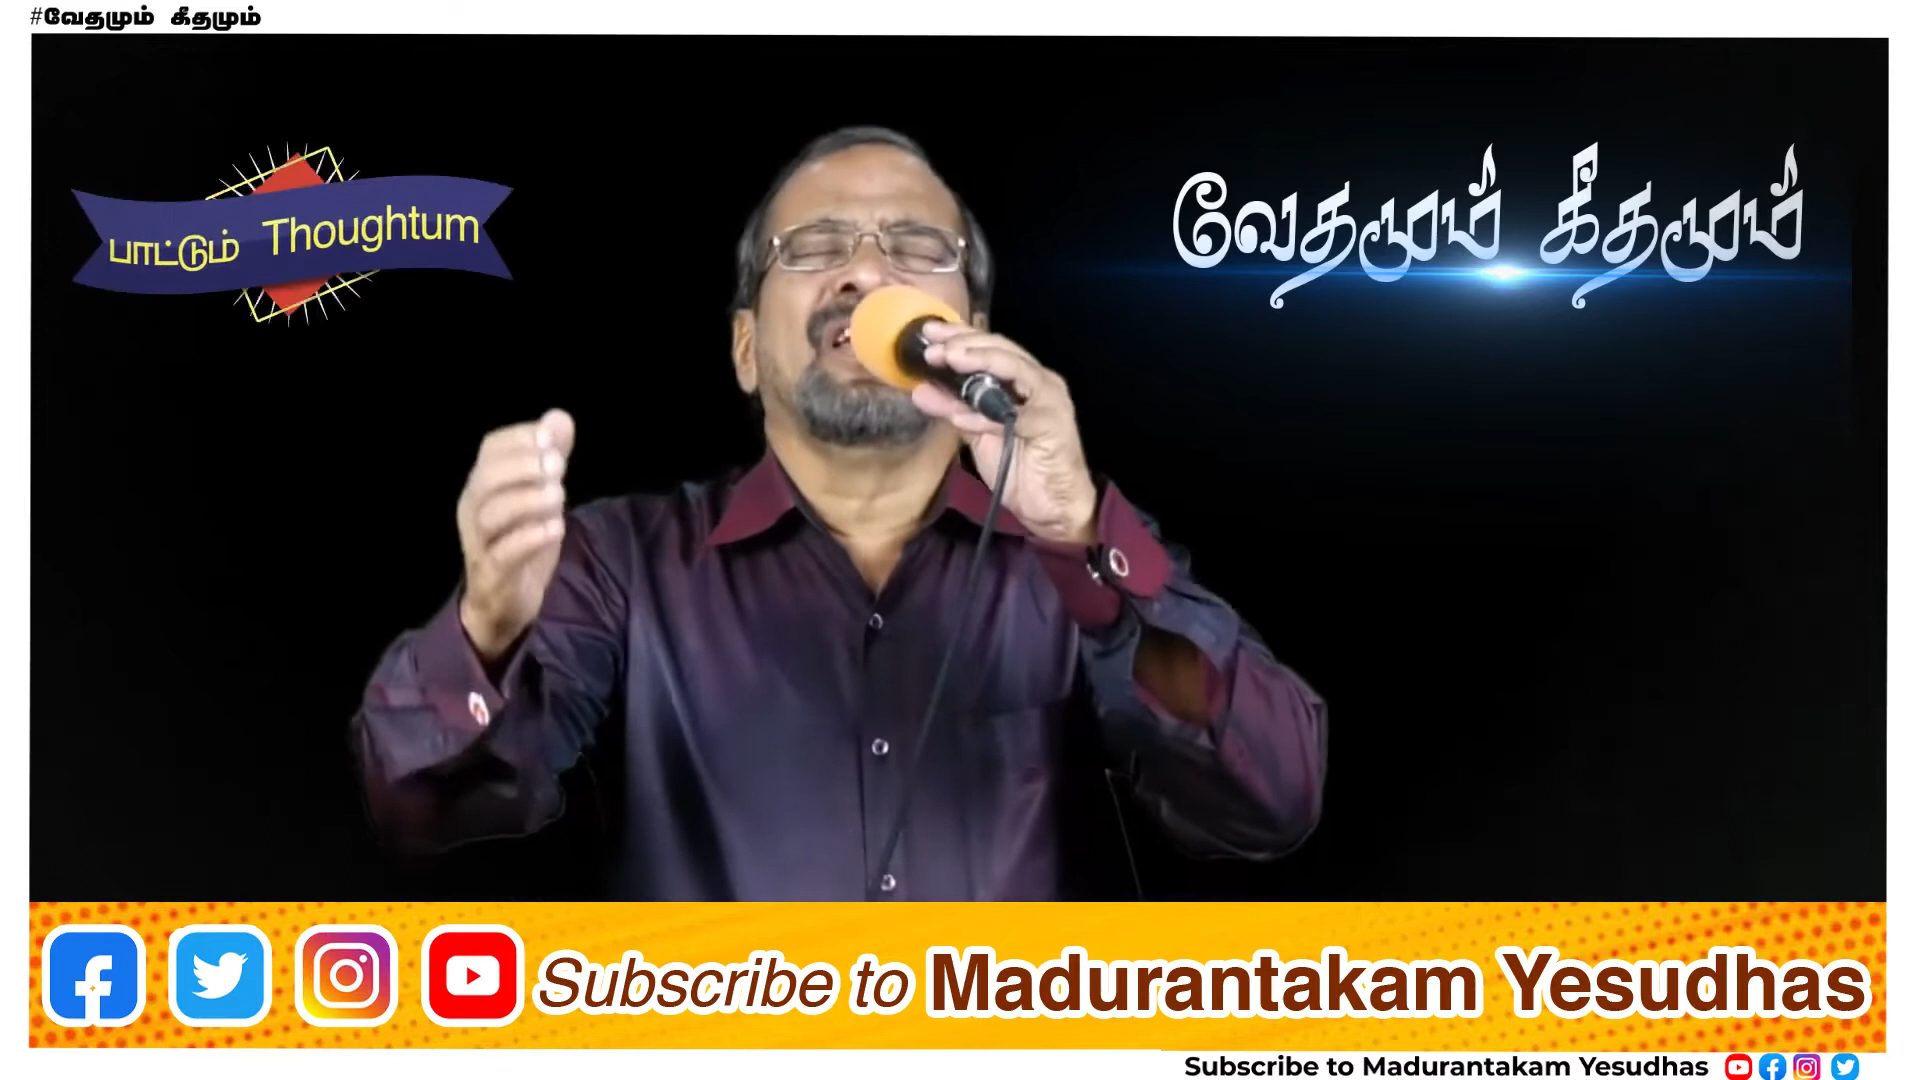 #வேதமும் கீதமும்
பாட்டும் Thoughtum
வேதமும் கீதமும்
Subscribe to Madurantakam Yesudhas
Subscribe to Madurantakam Yesudhas